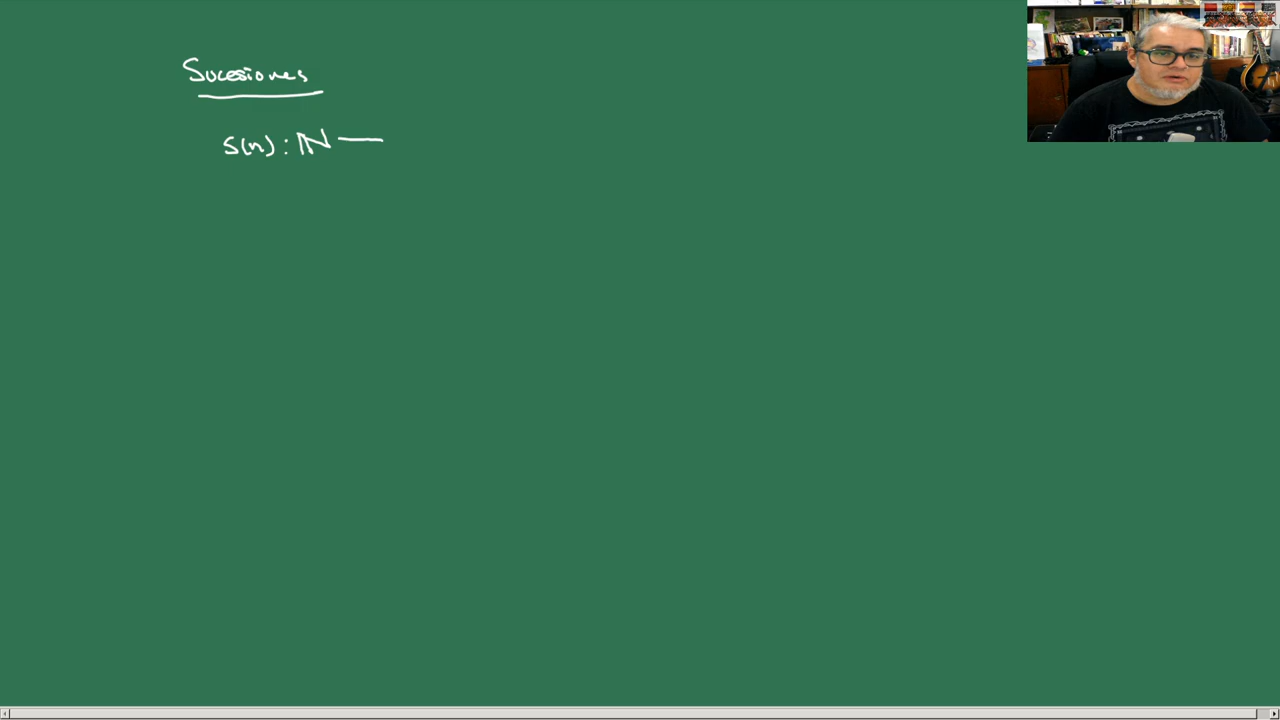 Sucesiones
S(n): ℕ —